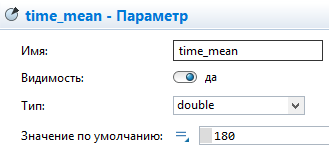 time_mean - Параметр
Имя: time_mean
Видимость: да
Тип: double
Значение по умолчанию: 180